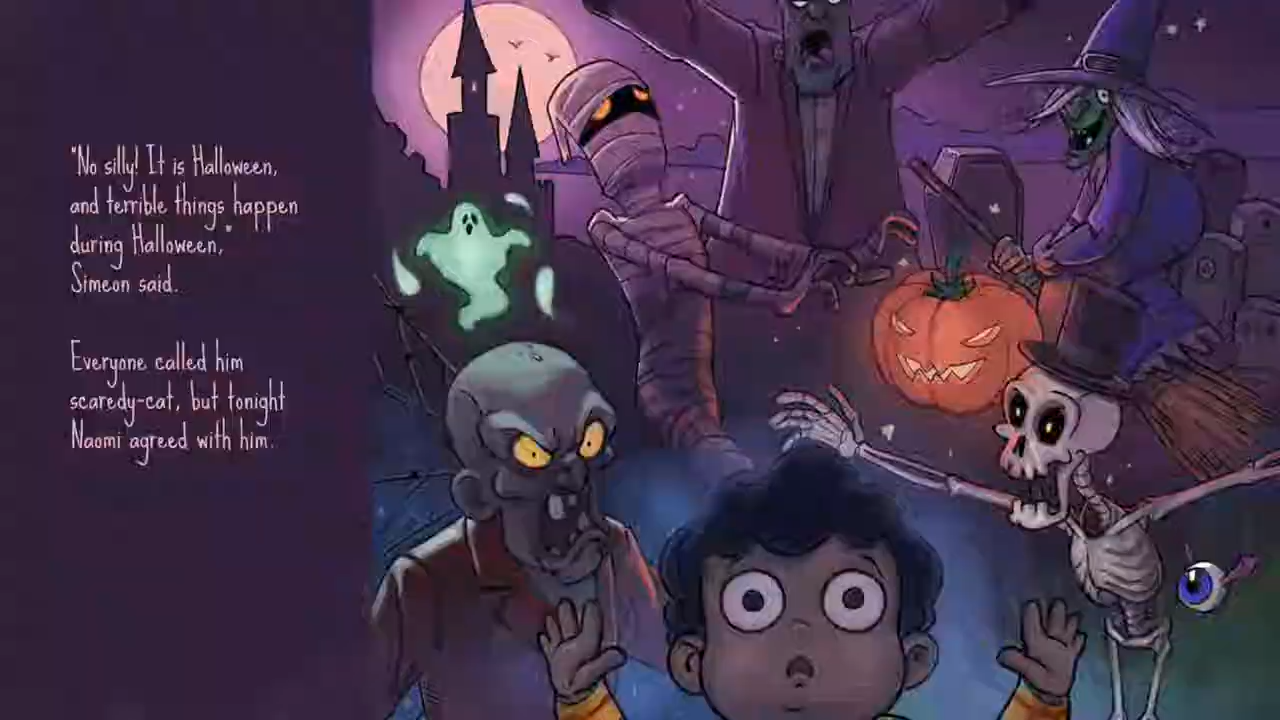 "No silly! It is Halloween,
and terrible things happen
during Halloween,"
Simeon said.
Everyone called him
scaredy-cat, but tonight
Naomi agreed with him.